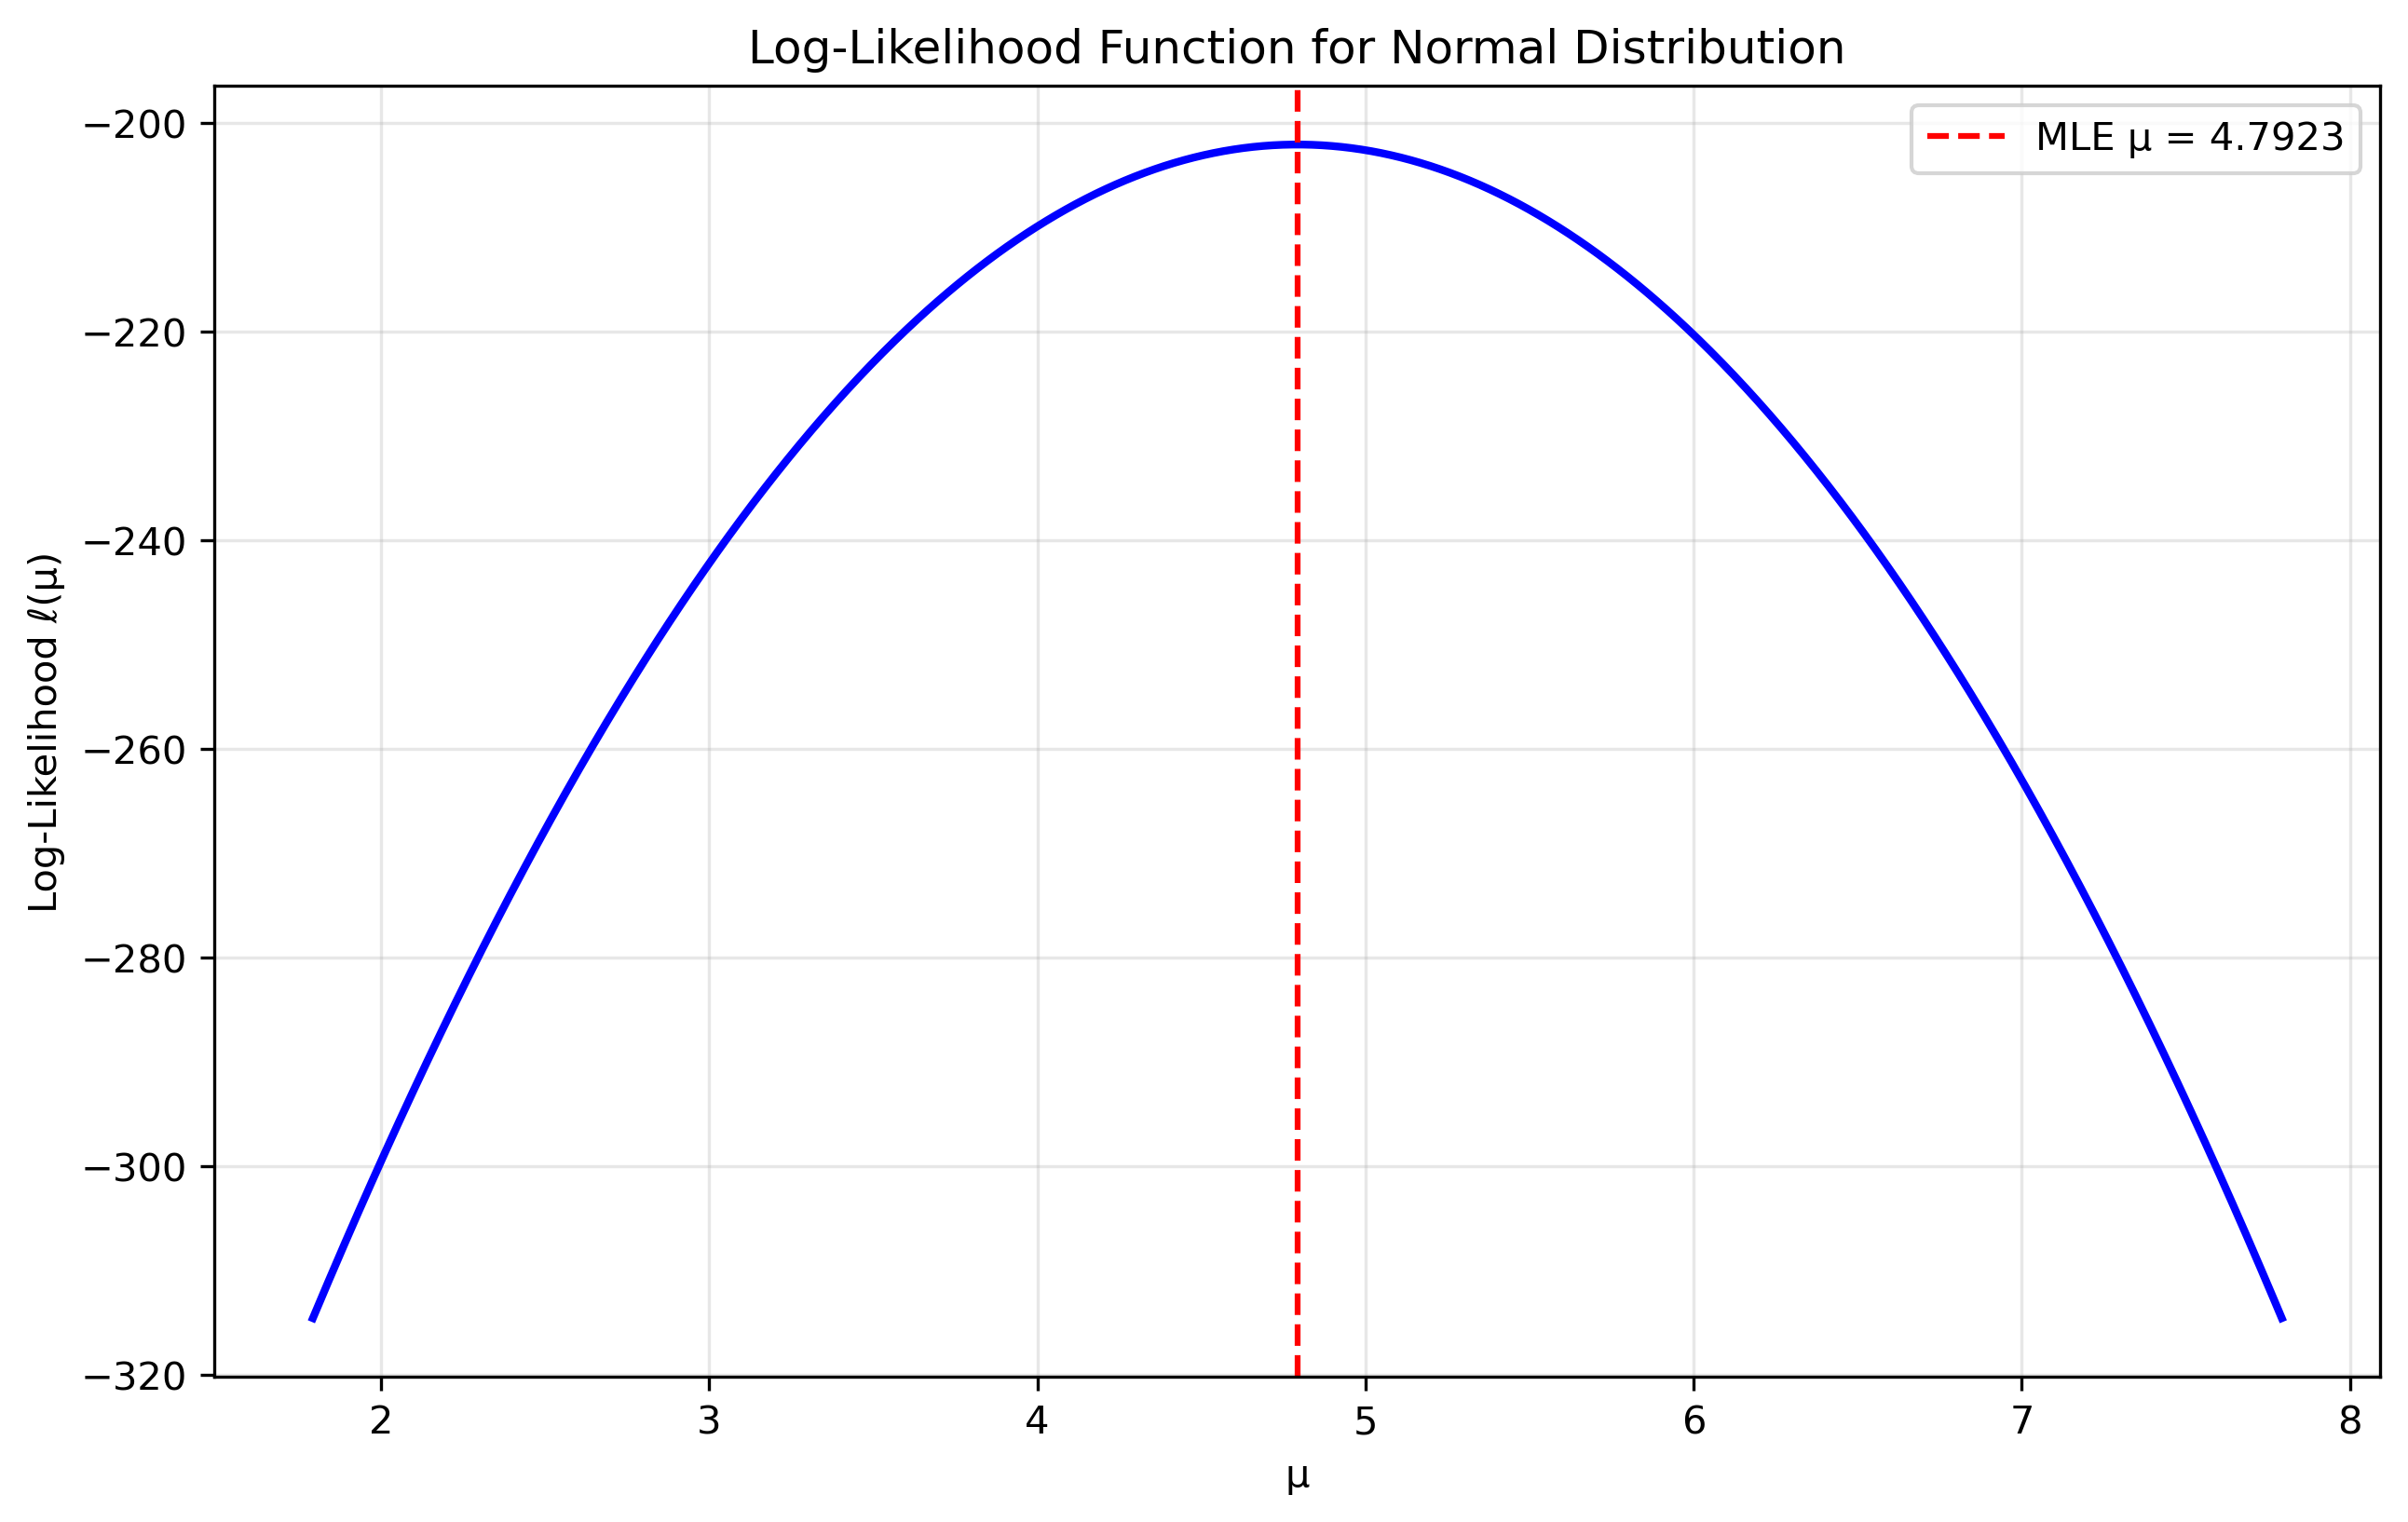 Log-Likelihood Function for Normal Distribution
MLE μ = 4.7923
Log-Likelihood ℓ(μ)
−200
−220
−240
−260
−280
−300
−320
2 3 4 5 6 7 8
μ